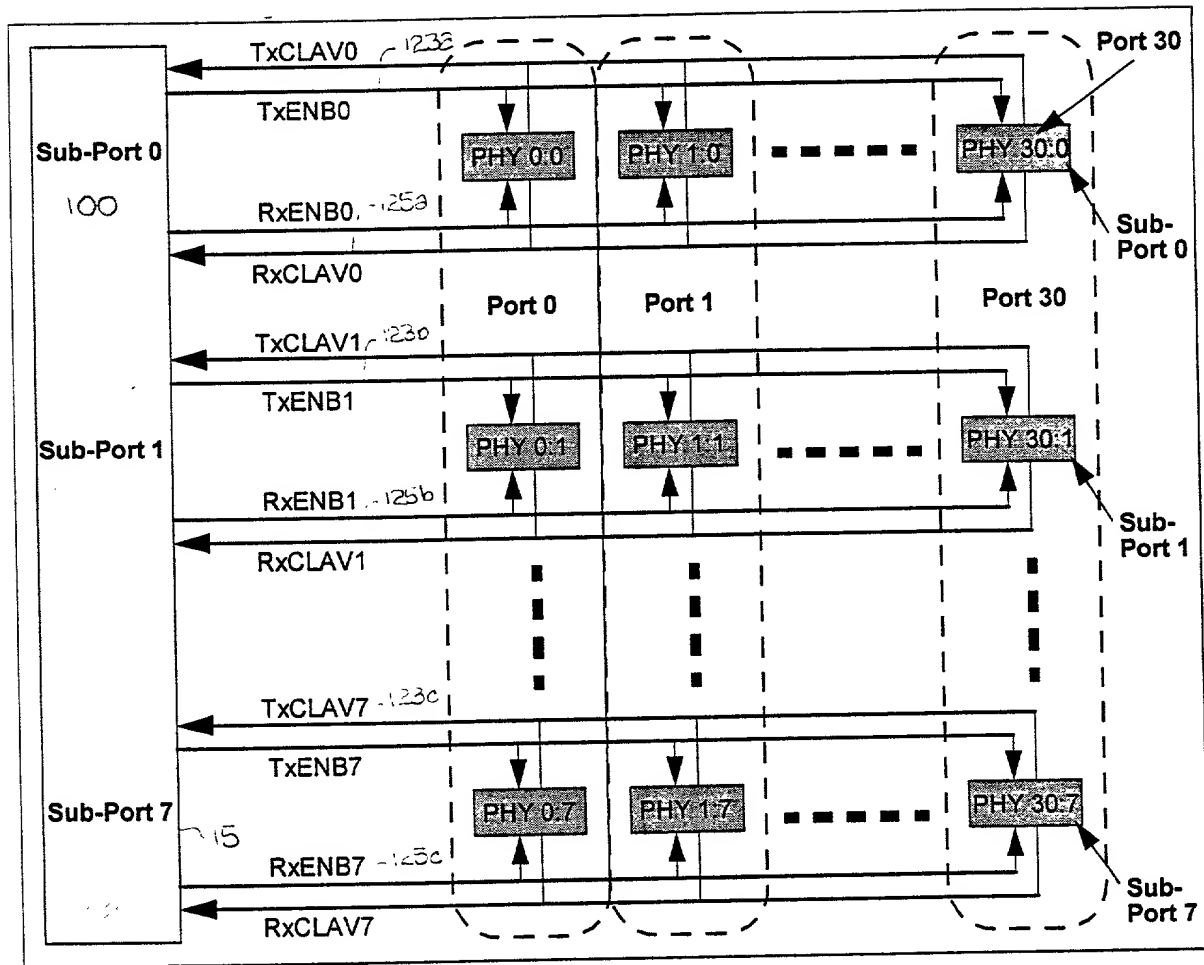 TxCLAV0 123a Port 30
TxENB0
Sub-Port 0 PHY 0:0 PHY 1:0 PHY 30:0
100
RxENB0 125a Sub-Port 0
RxCLAV0
Port 0 Port 1 Port 30
TxCLAV1
TxENB1
Sub-Port 1 PHY 0:1 PHY 1:1 PHY 30:1
RxENB1 125b Sub-Port 1
RxCLAV1
TxCLAV7 123c
TxENB7
Sub-Port 7 PHY 0:7 PHY 1:7 PHY 30:7
15
RxENB7 125c Sub-Port 7
RxCLAV7